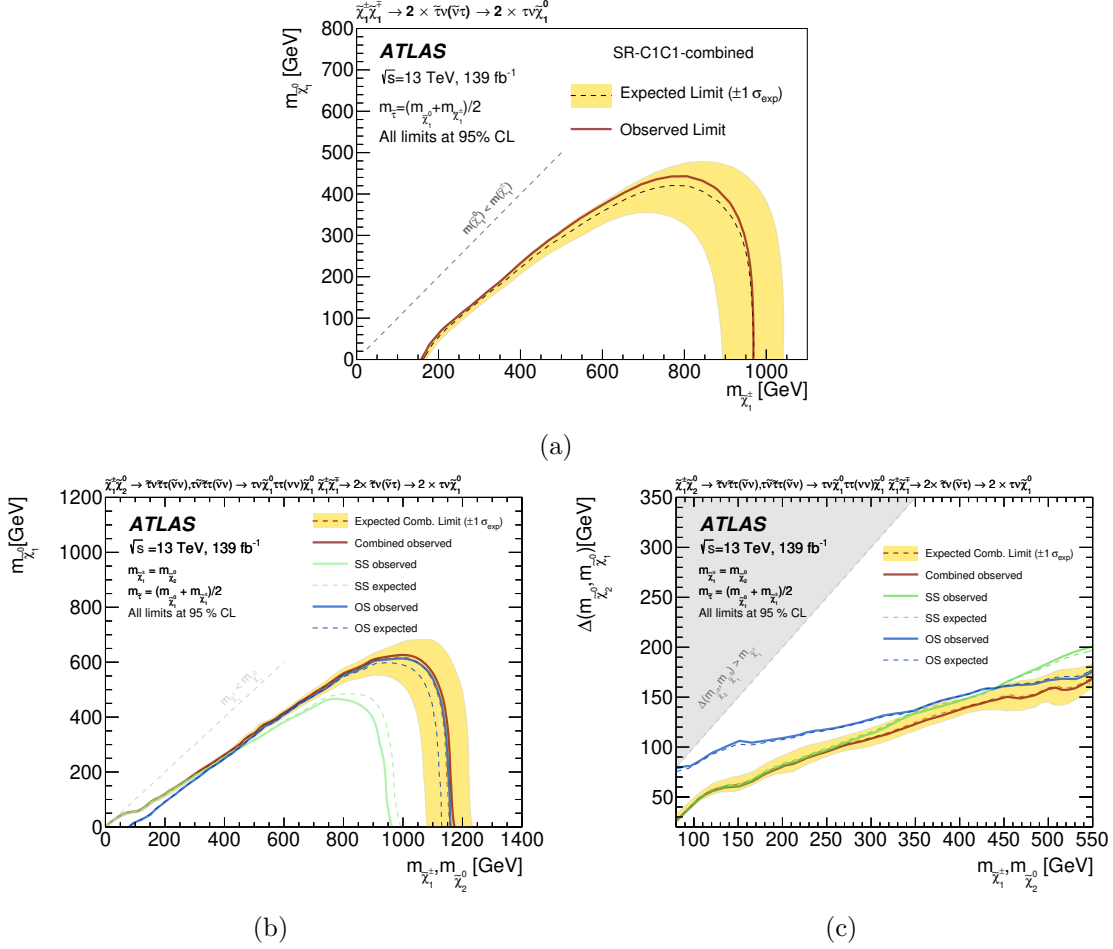 χ̃₁±χ̃₁∓ → 2 × τ̃ν(ν̃τ) → 2 × τνχ̃₁⁰
ATLAS
√s=13 TeV, 139 fb⁻¹
m_τ̃=(m_χ̃₁⁰+m_χ̃₁±)/2
All limits at 95% CL
SR-C1C1-combined
Expected Limit (±1 σ_exp)
Observed Limit
m(χ̃₁⁰) < m(χ̃₁±)
m_χ̃₁⁰ [GeV]
800
700
600
500
400
300
200
100
0
0 200 400 600 800 1000
m_χ̃₁± [GeV]
(a)
χ̃₁±χ̃₂⁰ → τ̃ντ̃τ(ν̃ν),τν̃τ̃τ(ν̃ν) → τνχ̃₁⁰ττ(νν)χ̃₁⁰ χ̃₁±χ̃₁∓→ 2× τ̃ν(ν̃τ) → 2 × τνχ̃₁⁰
ATLAS
√s =13 TeV, 139 fb⁻¹
m_χ̃₁± = m_χ̃₂⁰
m_τ̃ = (m_χ̃₁⁰ + m_χ̃₁±)/2
All limits at 95 % CL
Expected Comb. Limit (±1 σ_exp)
Combined observed
SS observed
SS expected
OS observed
OS expected
m_χ̃₁⁰[GeV]
1200
1000
800
600
400
200
0
0 200 400 600 800 1000 1200 1400
m_χ̃₁±,m_χ̃₂⁰ [GeV]
(b)
χ̃₁±χ̃₂⁰ → τ̃ντ̃τ(ν̃ν),τν̃τ̃τ(ν̃ν) → τνχ̃₁⁰ττ(νν)χ̃₁⁰ χ̃₁±χ̃₁∓→ 2× τ̃ν(ν̃τ) → 2 × τνχ̃₁⁰
ATLAS
√s =13 TeV, 139 fb⁻¹
m_χ̃₁± = m_χ̃₂⁰
m_τ̃ = (m_χ̃₁⁰ + m_χ̃₁±)/2
All limits at 95 % CL
Expected Comb. Limit (±1 σ_exp)
Combined observed
SS observed
SS expected
OS observed
OS expected
Δ(m_χ̃₂⁰,m_χ̃₁⁰)[GeV]
350
300
250
200
150
100
50
100 150 200 250 300 350 400 450 500 550
m_χ̃₁±,m_χ̃₂⁰ [GeV]
(c)